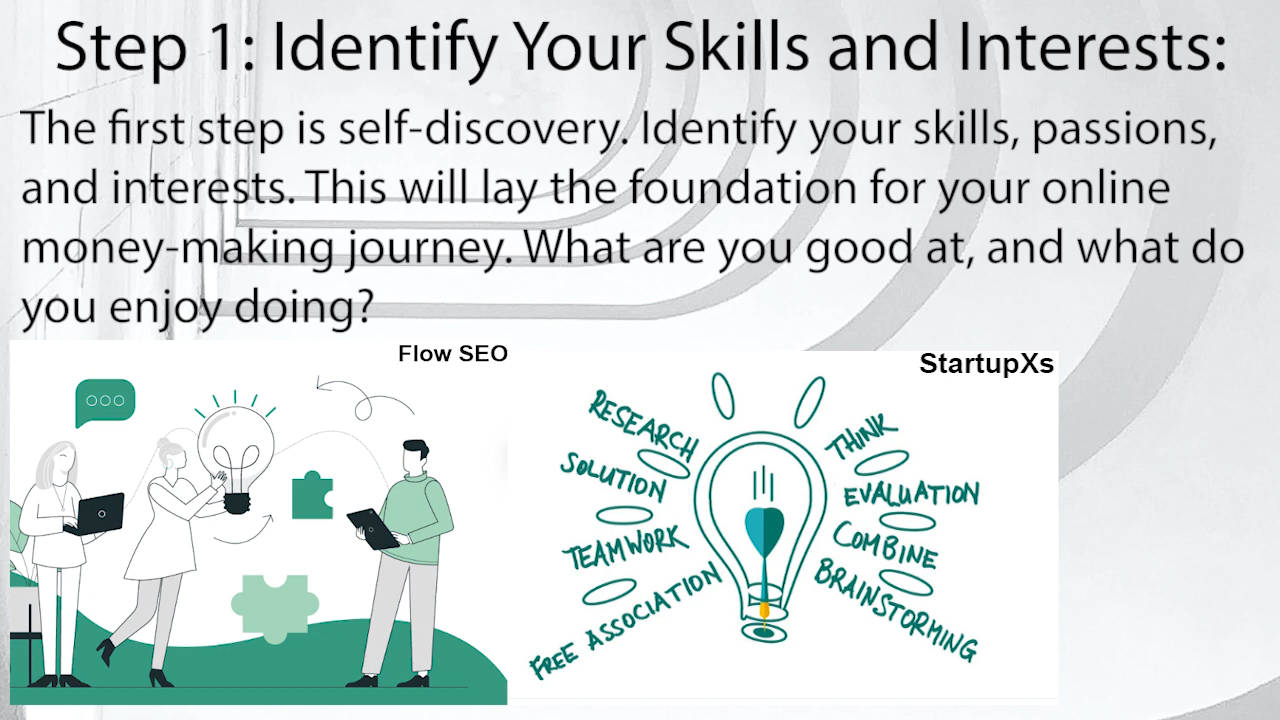 Step 1: Identify Your Skills and Interests:
The first step is self-discovery. Identify your skills, passions,
and interests. This will lay the foundation for your online
money-making journey. What are you good at, and what do
you enjoy doing?
Flow SEO
StartupXs
RESEARCH
SOLUTION
TEAMWORK
FREE ASSOCIATION
THINK
EVALUATION
COMBINE
BRAINSTORMING